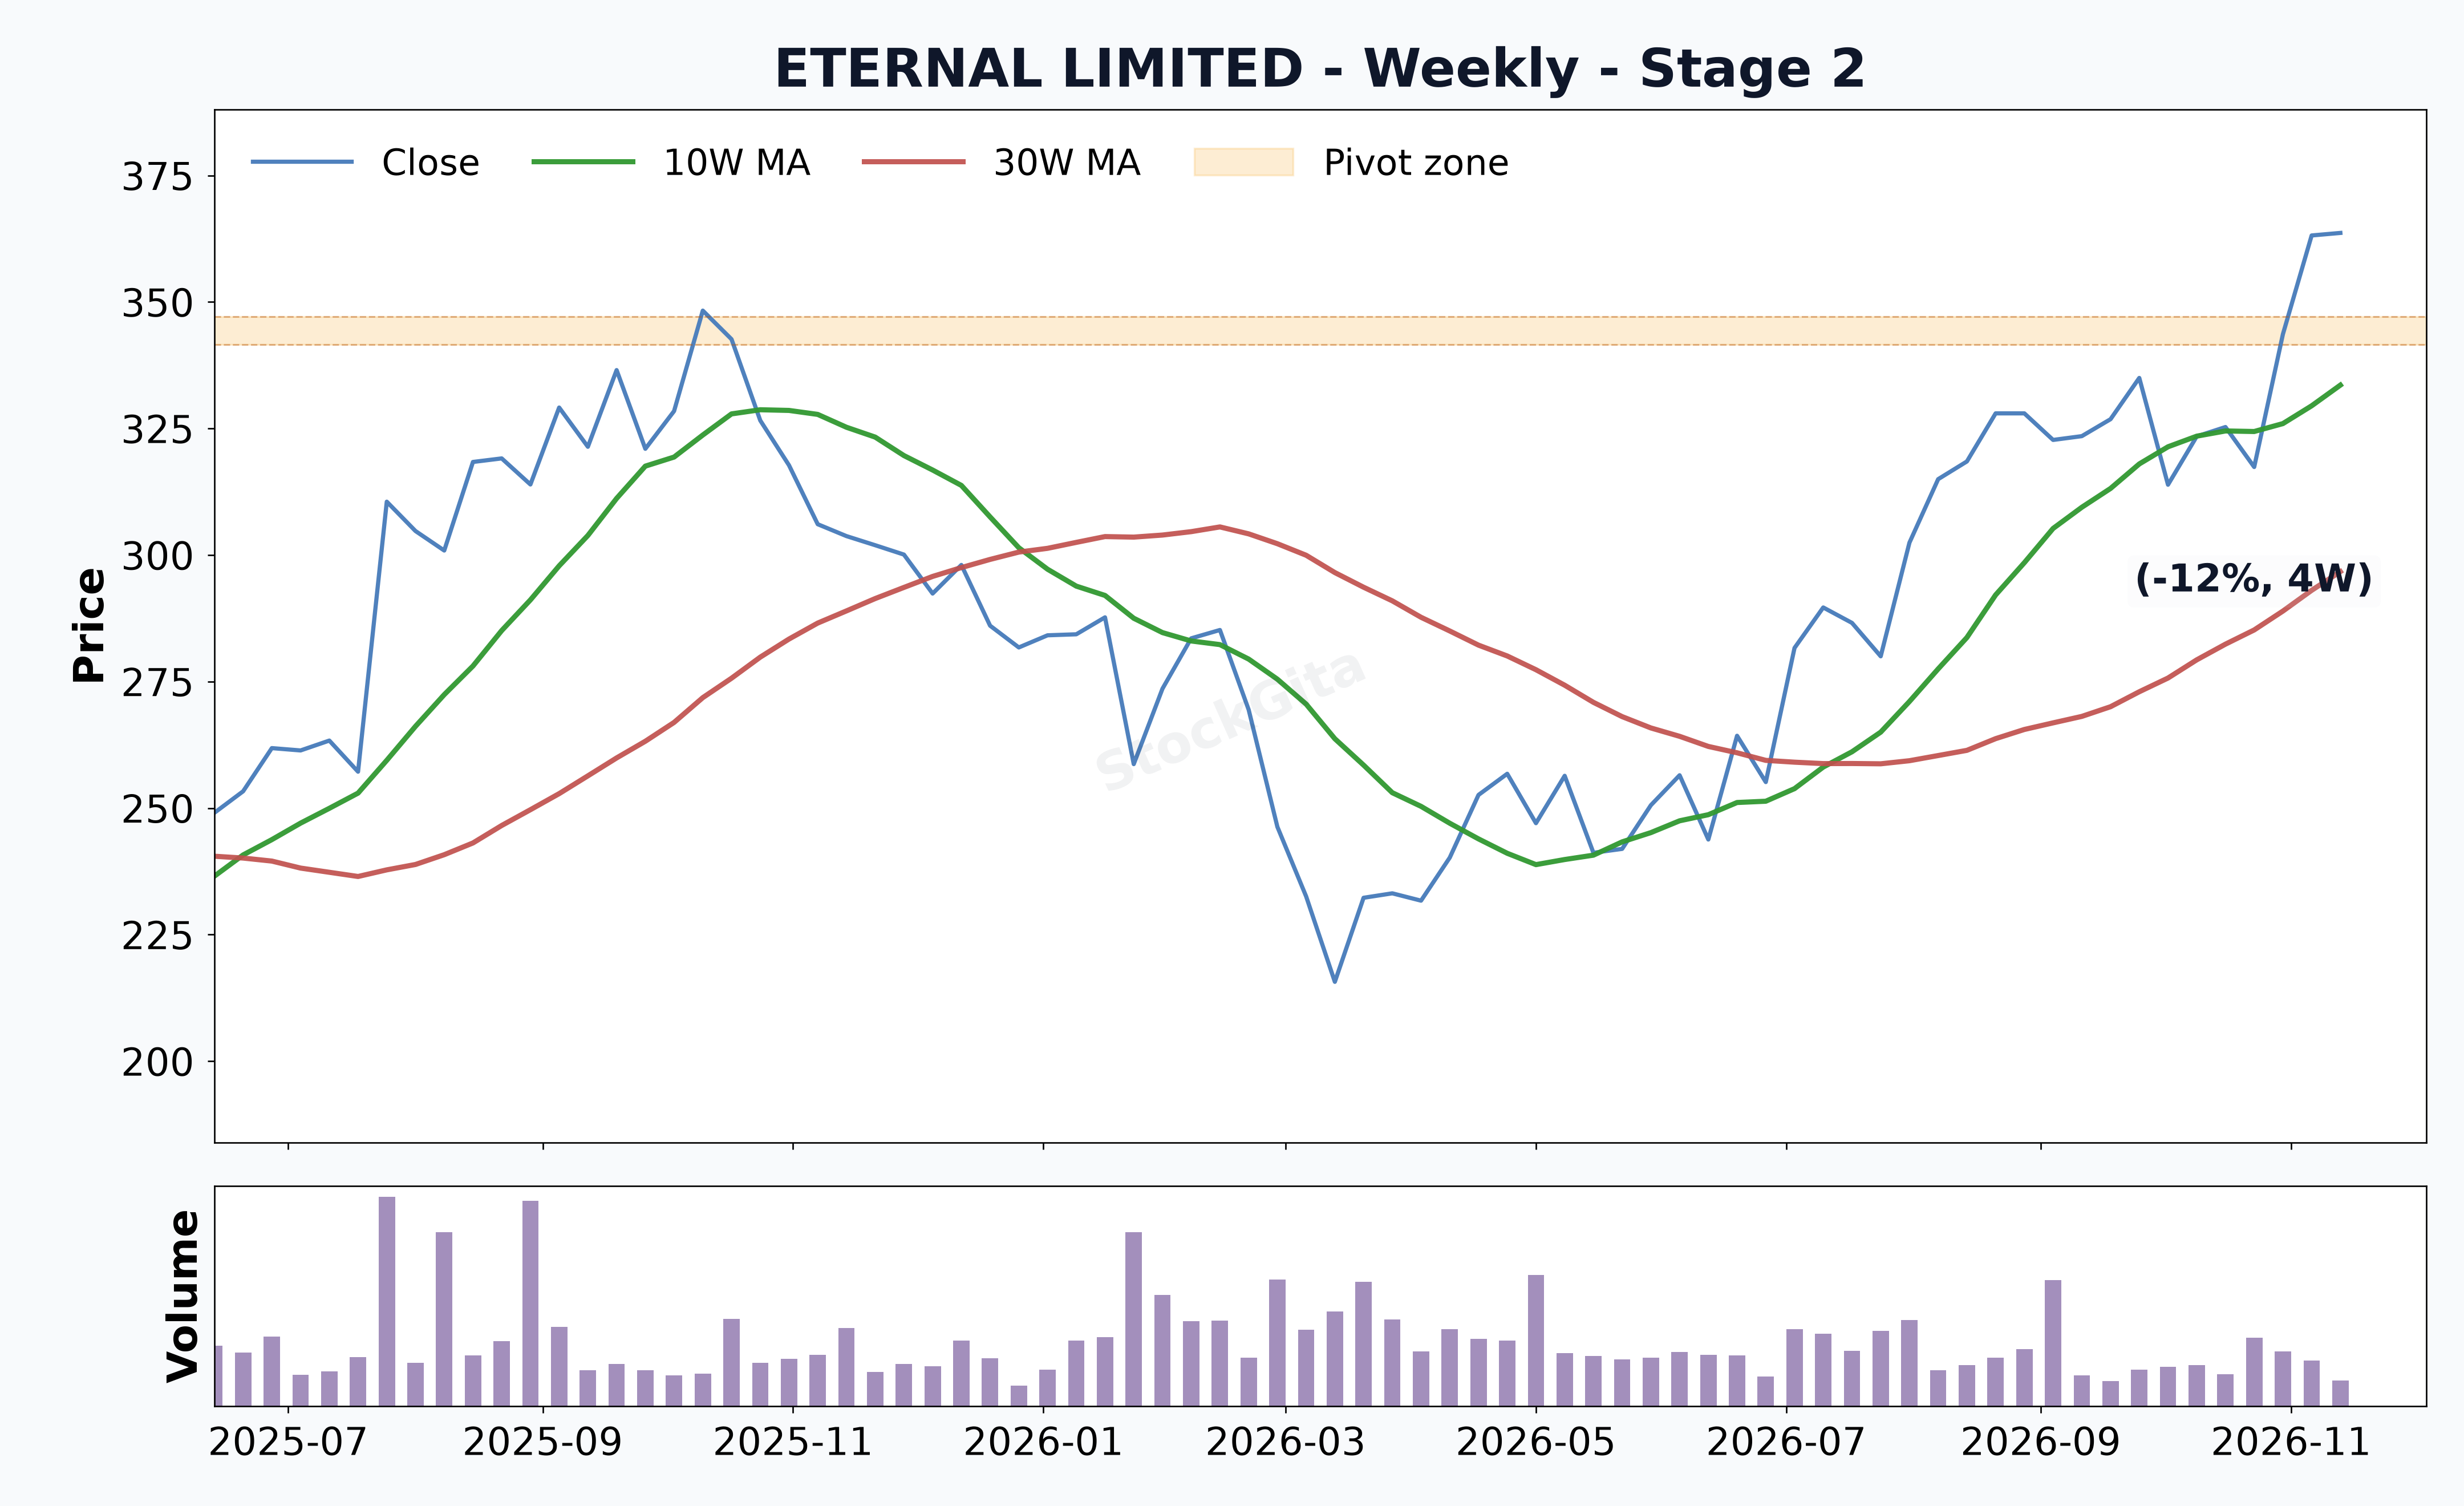 ETERNAL LIMITED - Weekly - Stage 2
Close 10W MA 30W MA Pivot zone
375
350
325
300
275
250
225
200
Price
(-12%, 4W)
StockGita
Volume
2025-07 2025-09 2025-11 2026-01 2026-03 2026-05 2026-07 2026-09 2026-11